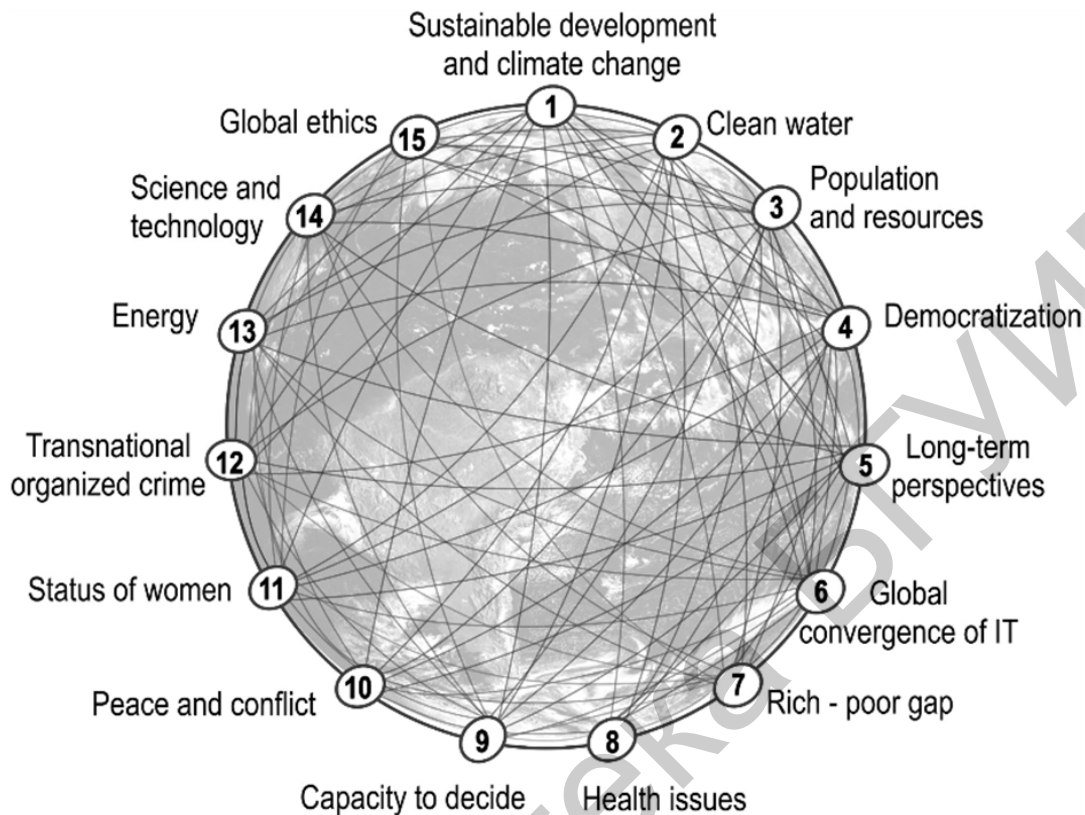 Sustainable development
and climate change
1
2 Clean water
3 Population
and resources
4 Democratization
5 Long-term
perspectives
6 Global
convergence of IT
7 Rich - poor gap
8
Health issues
9
Capacity to decide
10
Peace and conflict
11
Status of women
12
Transnational
organized crime
13
Energy
14
Science and
technology
15
Global ethics